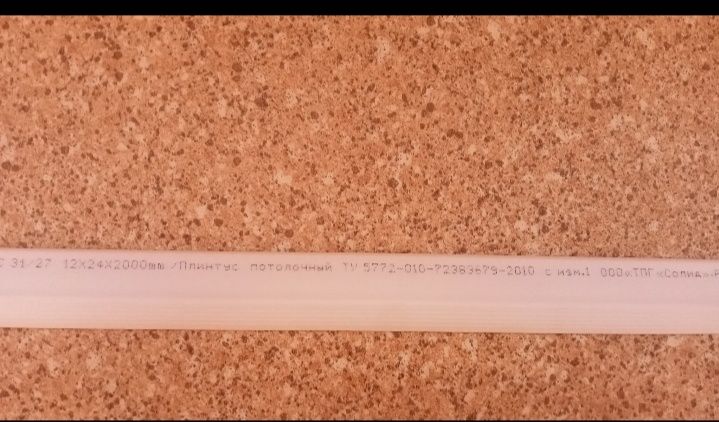 С 31/27 12X24X2000mm /Плинтус потолочный ТУ 5772-010-72383679-2010 с изм.1 ООО«ТПГ«Солид»